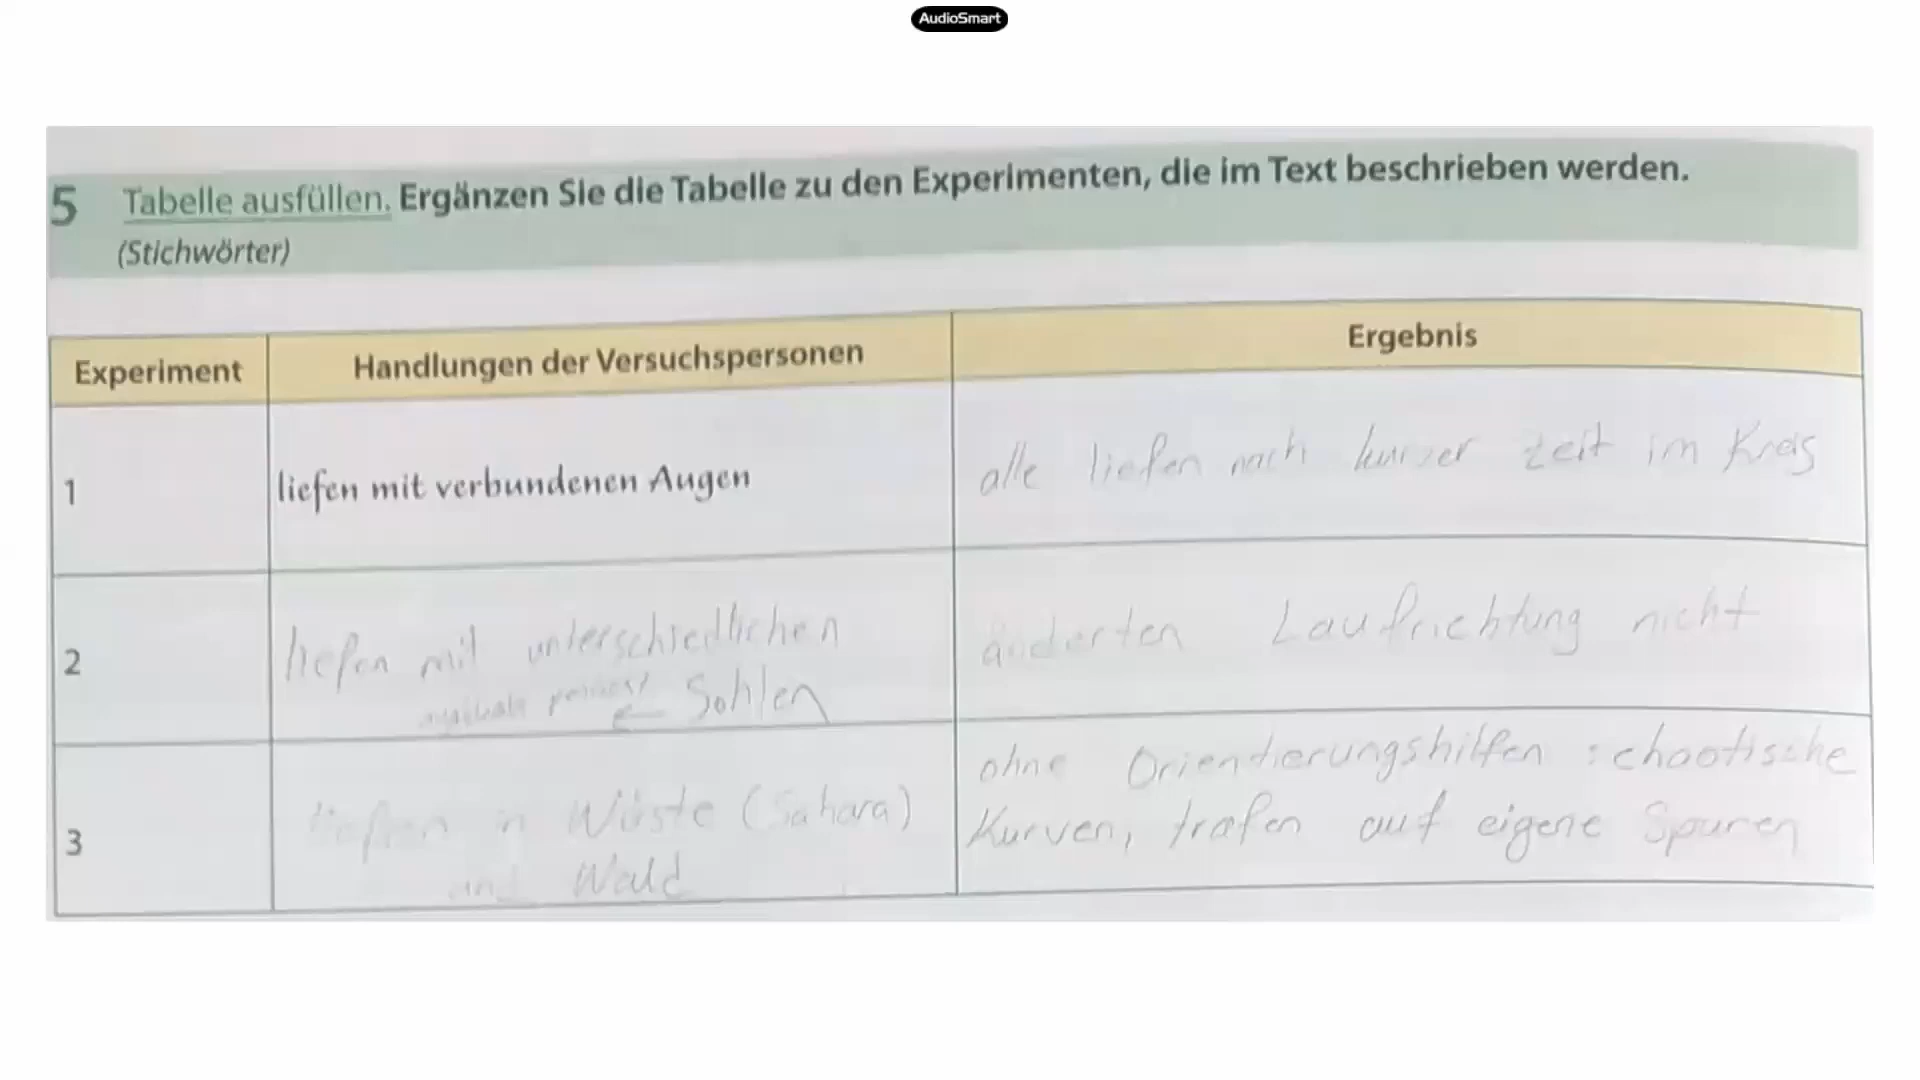 AudioSmart
5 Tabelle ausfüllen. Ergänzen Sie die Tabelle zu den Experimenten, die im Text beschrieben werden.
(Stichwörter)
Experiment Handlungen der Versuchspersonen Ergebnis
1 liefen mit verbundenen Augen alle liefen nach kurzer zeit im Kreis
2 liefen mit unterschiedlichen änderten Laufrichtung nicht
Sohlen
ohne Orientierungshilfen : chaotische
3 liefen in Wüste (Sahara) Kurven, trafen auf eigene Spuren
und Wald